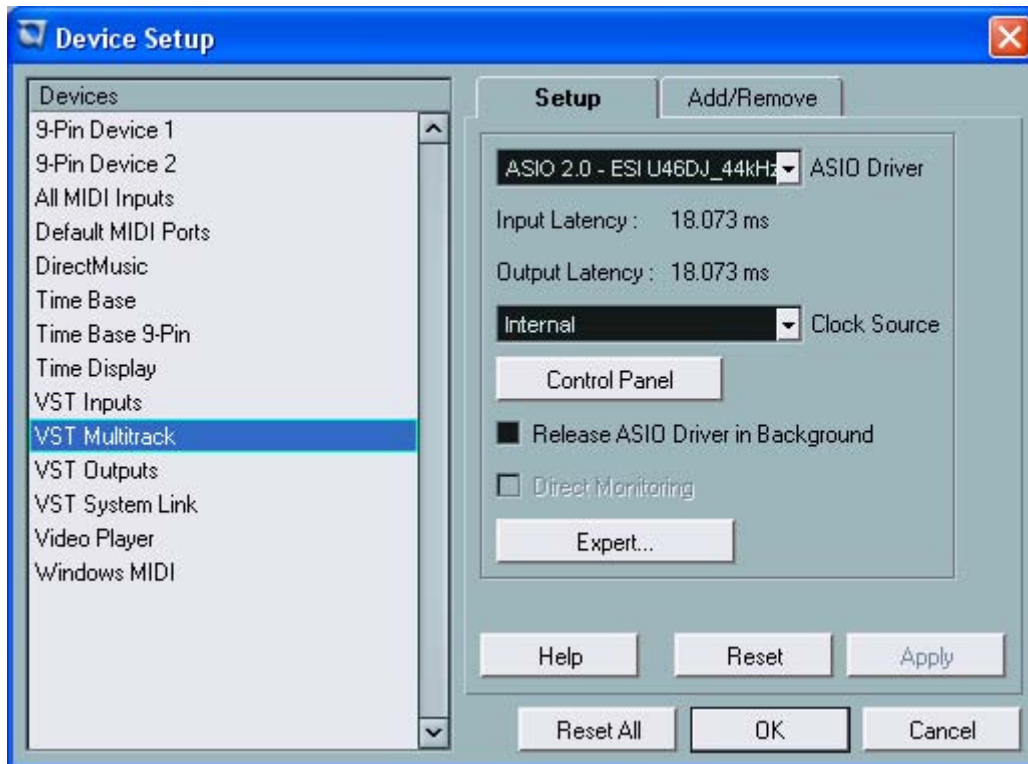 Device Setup
Devices
9-Pin Device 1
9-Pin Device 2
All MIDI Inputs
Default MIDI Ports
DirectMusic
Time Base
Time Base 9-Pin
Time Display
VST Inputs
VST Multitrack
VST Outputs
VST System Link
Video Player
Windows MIDI
Setup Add/Remove
ASIO 2.0 - ESI U46DJ_44kHz ASIO Driver
Input Latency : 18.073 ms
Output Latency : 18.073 ms
Internal Clock Source
Control Panel
Release ASIO Driver in Background
Direct Monitoring
Expert...
Help Reset Apply
Reset All OK Cancel